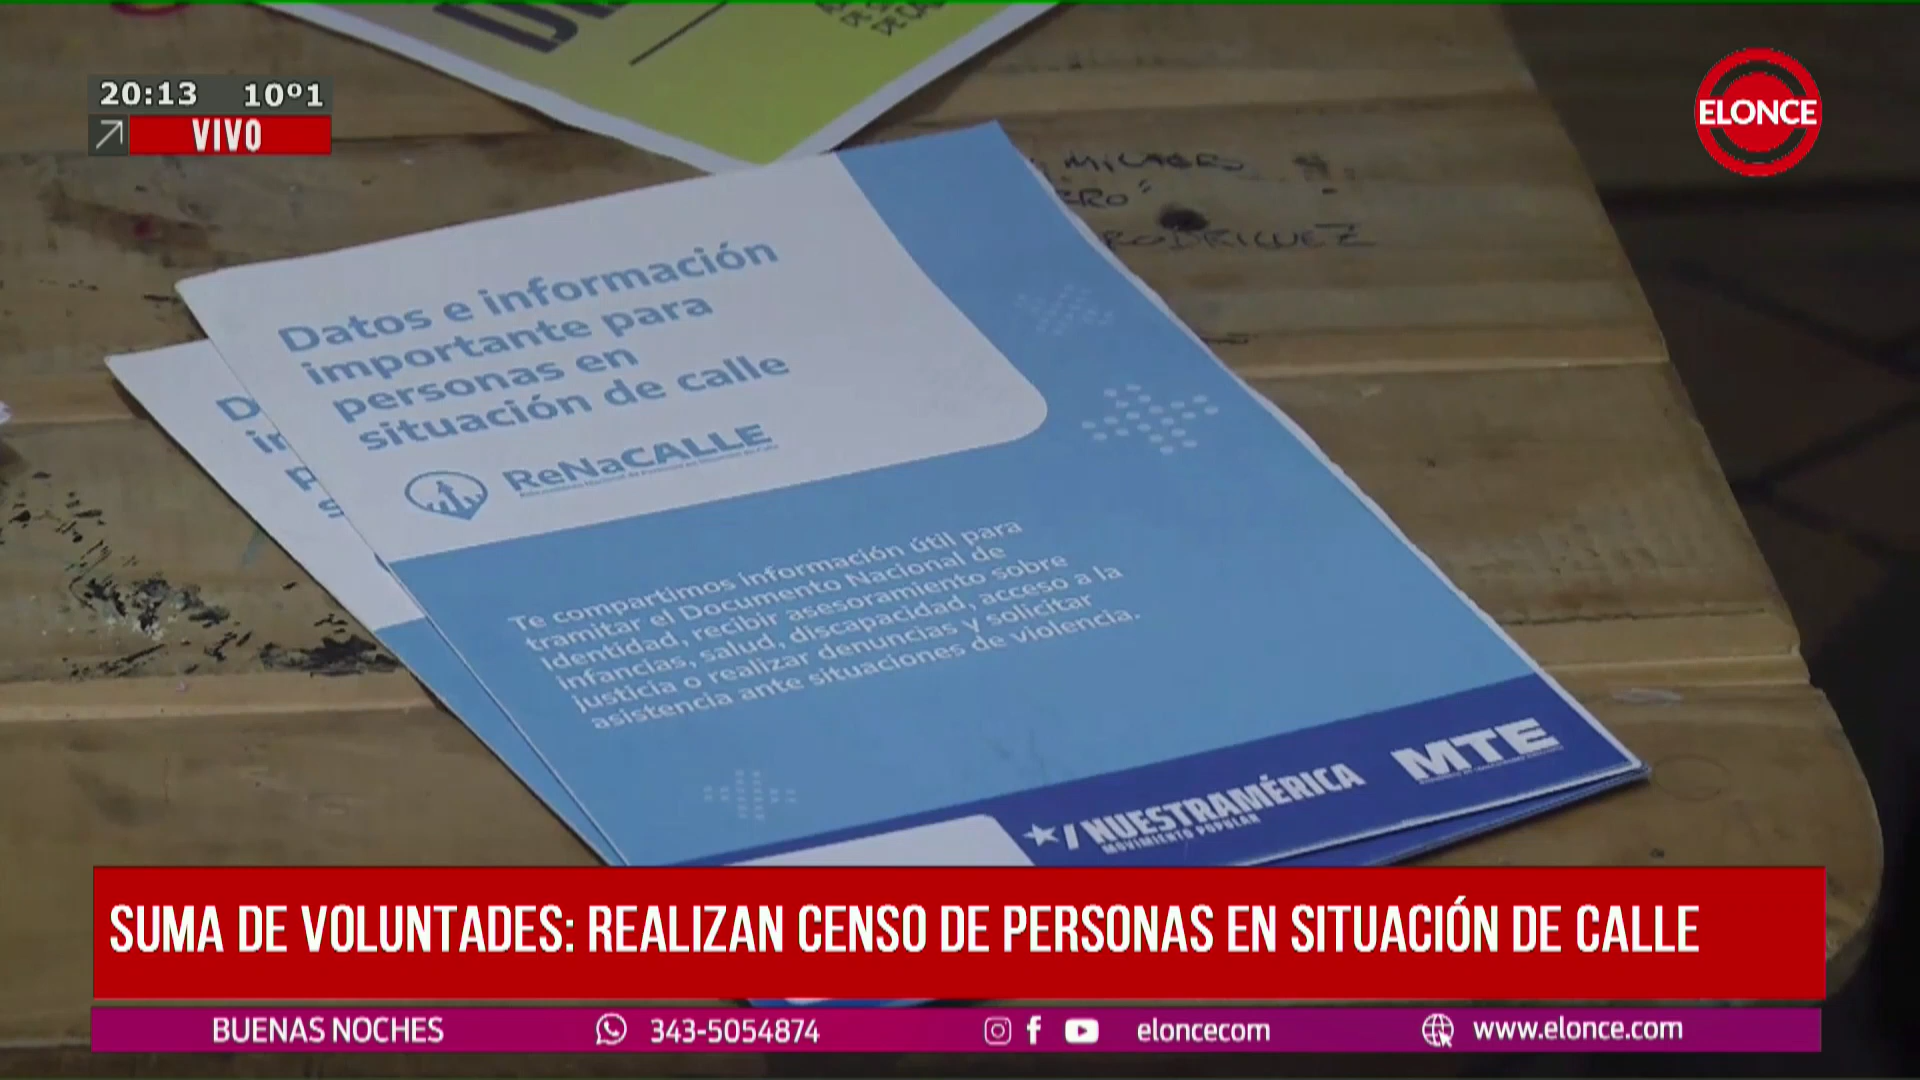 20:13 10º1
VIVO
ELONCE
RODRIGUEZ
Datos e información
importante para
personas en
situación de calle
ReNaCALLE
Te compartimos información útil para
tramitar el Documento Nacional de
Identidad, recibir asesoramiento sobre
infancias, salud, discapacidad, acceso a la
justicia o realizar denuncias y solicitar
asistencia ante situaciones de violencia.
NUESTRAMÉRICA
MOVIMIENTO POPULAR
MTE
SUMA DE VOLUNTADES: REALIZAN CENSO DE PERSONAS EN SITUACIÓN DE CALLE
BUENAS NOCHES 343-5054874 eloncecom www.elonce.com